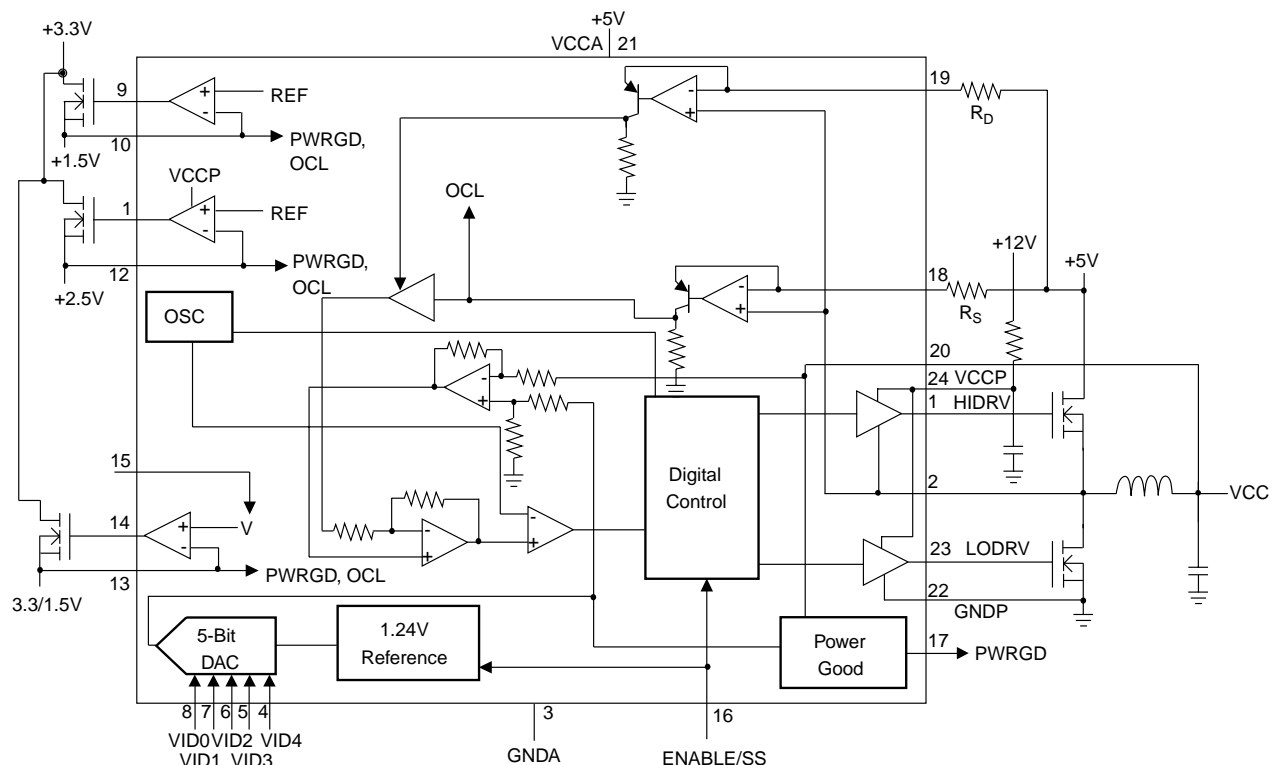 +5V
VCCA 21
+3.3V
9
REF
10
PWRGD,
OCL
+1.5V
19
RD
VCCP
1
REF
OCL
12
PWRGD,
OCL
+2.5V
+12V
+5V
18
RS
OSC
20
24 VCCP
1 HIDRV
Digital
Control
2
VCC
15
V
14
13
PWRGD, OCL
3.3/1.5V
23 LODRV
22
GNDP
5-Bit
DAC
1.24V
Reference
Power
Good
17
PWRGD
8 7 6 5 4
VID0 VID2 VID4
VID1 VID3
3
GNDA
16
ENABLE/SS
+
-
+
-
+
-
-
+
-
+
-
+
-
+
-
+